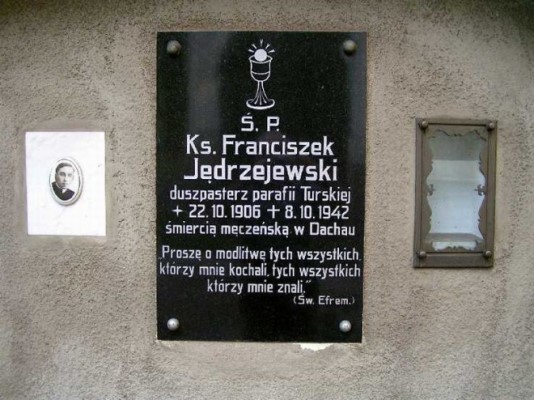 Ś. P.
Ks. Franciszek
Jędrzejewski
duszpasterz parafii Turskiej
+ 22.10.1906 + 8.10.1942
śmiercią męczeńską w Dachau
„Proszę o modlitwę tych wszystkich,
którzy mnie kochali, tych wszystkich
którzy mnie znali."
(Św. Efrem.)